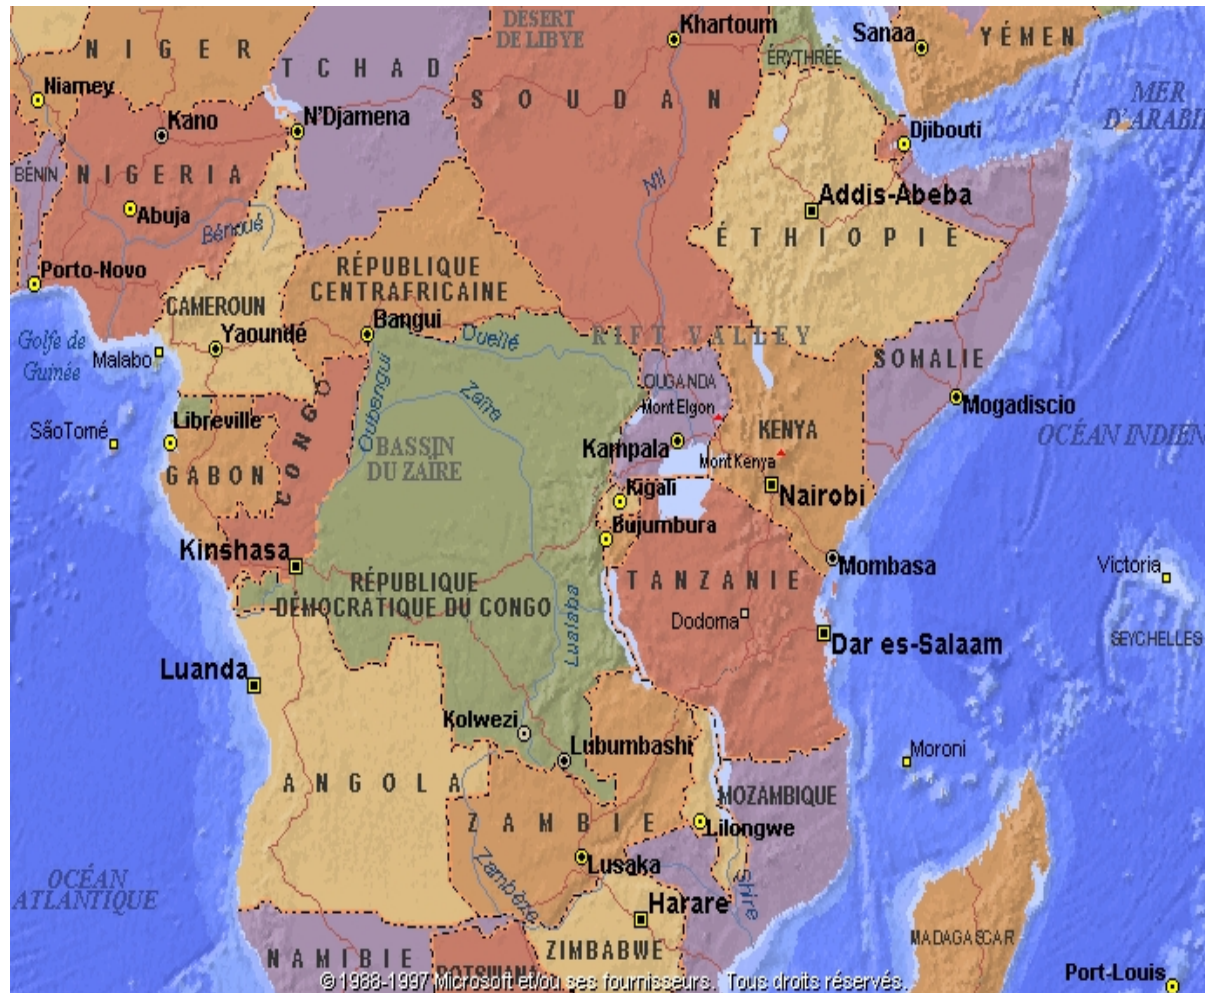 DÉSERT
DE LIBYE
Khartoum
Sanaa
YÉMEN
NIGER
TCHAD
ÉRYTHRÉE
Niamey
SOUDAN
MER
D'ARABIE
Kano
N'Djamena
Djibouti
BÉNIN
NIGERIA
Nil
Addis-Abeba
Abuja
Bénoué
ÉTHIOPIE
Porto-Novo
RÉPUBLIQUE
CENTRAFRICAINE
CAMEROUN
Bangui
Yaoundé
Ouellé
RIFT VALLEY
Golfe de
Guinée
Malabo
SOMALIE
OUGANDA
Oubengui
Zaïre
Mont Elgon
Mogadiscio
CONGO
Libreville
SãoTomé
KENYA
OCÉAN INDIEN
BASSIN
DU ZAÏRE
Kampala
Mont Kenya
GABON
Kigali
Nairobi
Bujumbura
Kinshasa
Mombasa
Victoria
RÉPUBLIQUE
DÉMOCRATIQUE DU CONGO
TANZANIE
Lualaba
Dodoma
Dar es-Salaam
SEYCHELLES
Luanda
Kolwezi
Lubumbashi
Moroni
ANGOLA
MOZAMBIQUE
ZAMBIE
Lilongwe
Lusaka
Zambèze
Shire
OCÉAN
ATLANTIQUE
Harare
MADAGASCAR
NAMIBIE
ZIMBABWE
BOTSWANA
Port-Louis
© 1988-1997 Microsoft et/ou ses fournisseurs. Tous droits réservés.